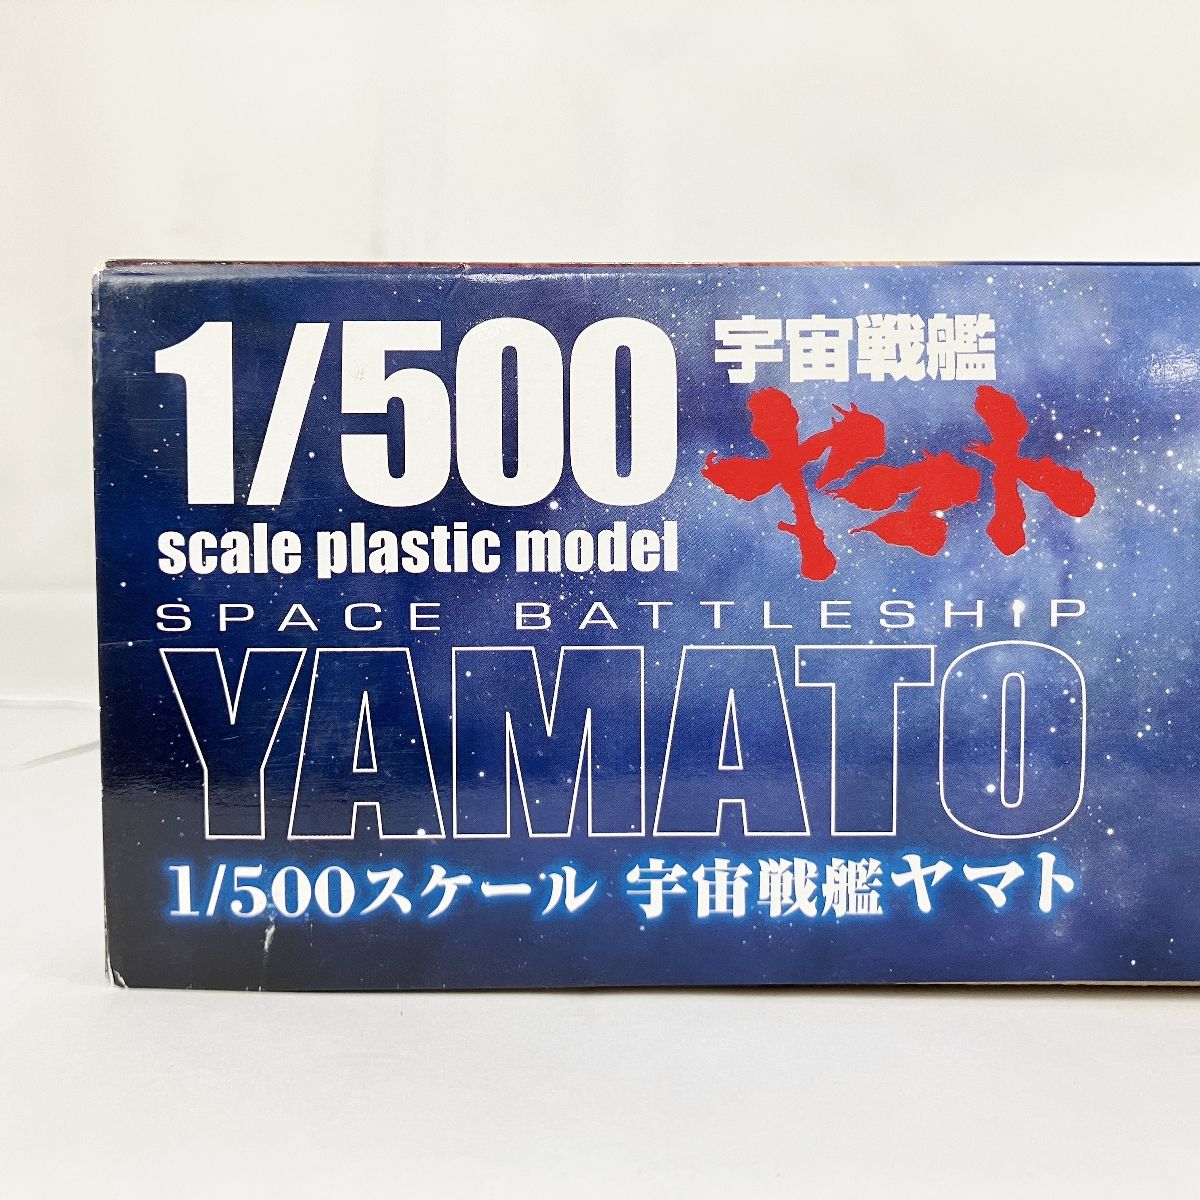 1/500
scale plastic model
宇宙戦艦
ヤマト
SPACE BATTLESHIP
YAMATO
1/500スケール 宇宙戦艦ヤマト